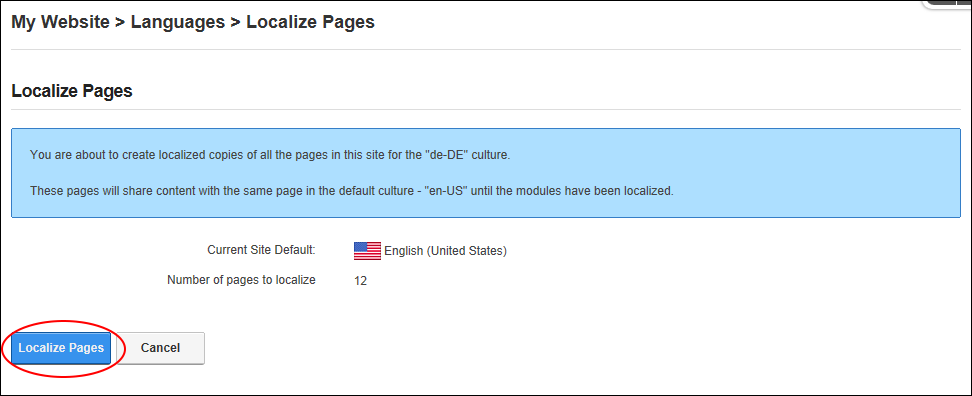 My Website > Languages > Localize Pages
Localize Pages
You are about to create localized copies of all the pages in this site for the "de-DE" culture.
These pages will share content with the same page in the default culture - "en-US" until the modules have been localized.
Current Site Default: English (United States)
Number of pages to localize 12
Localize Pages Cancel